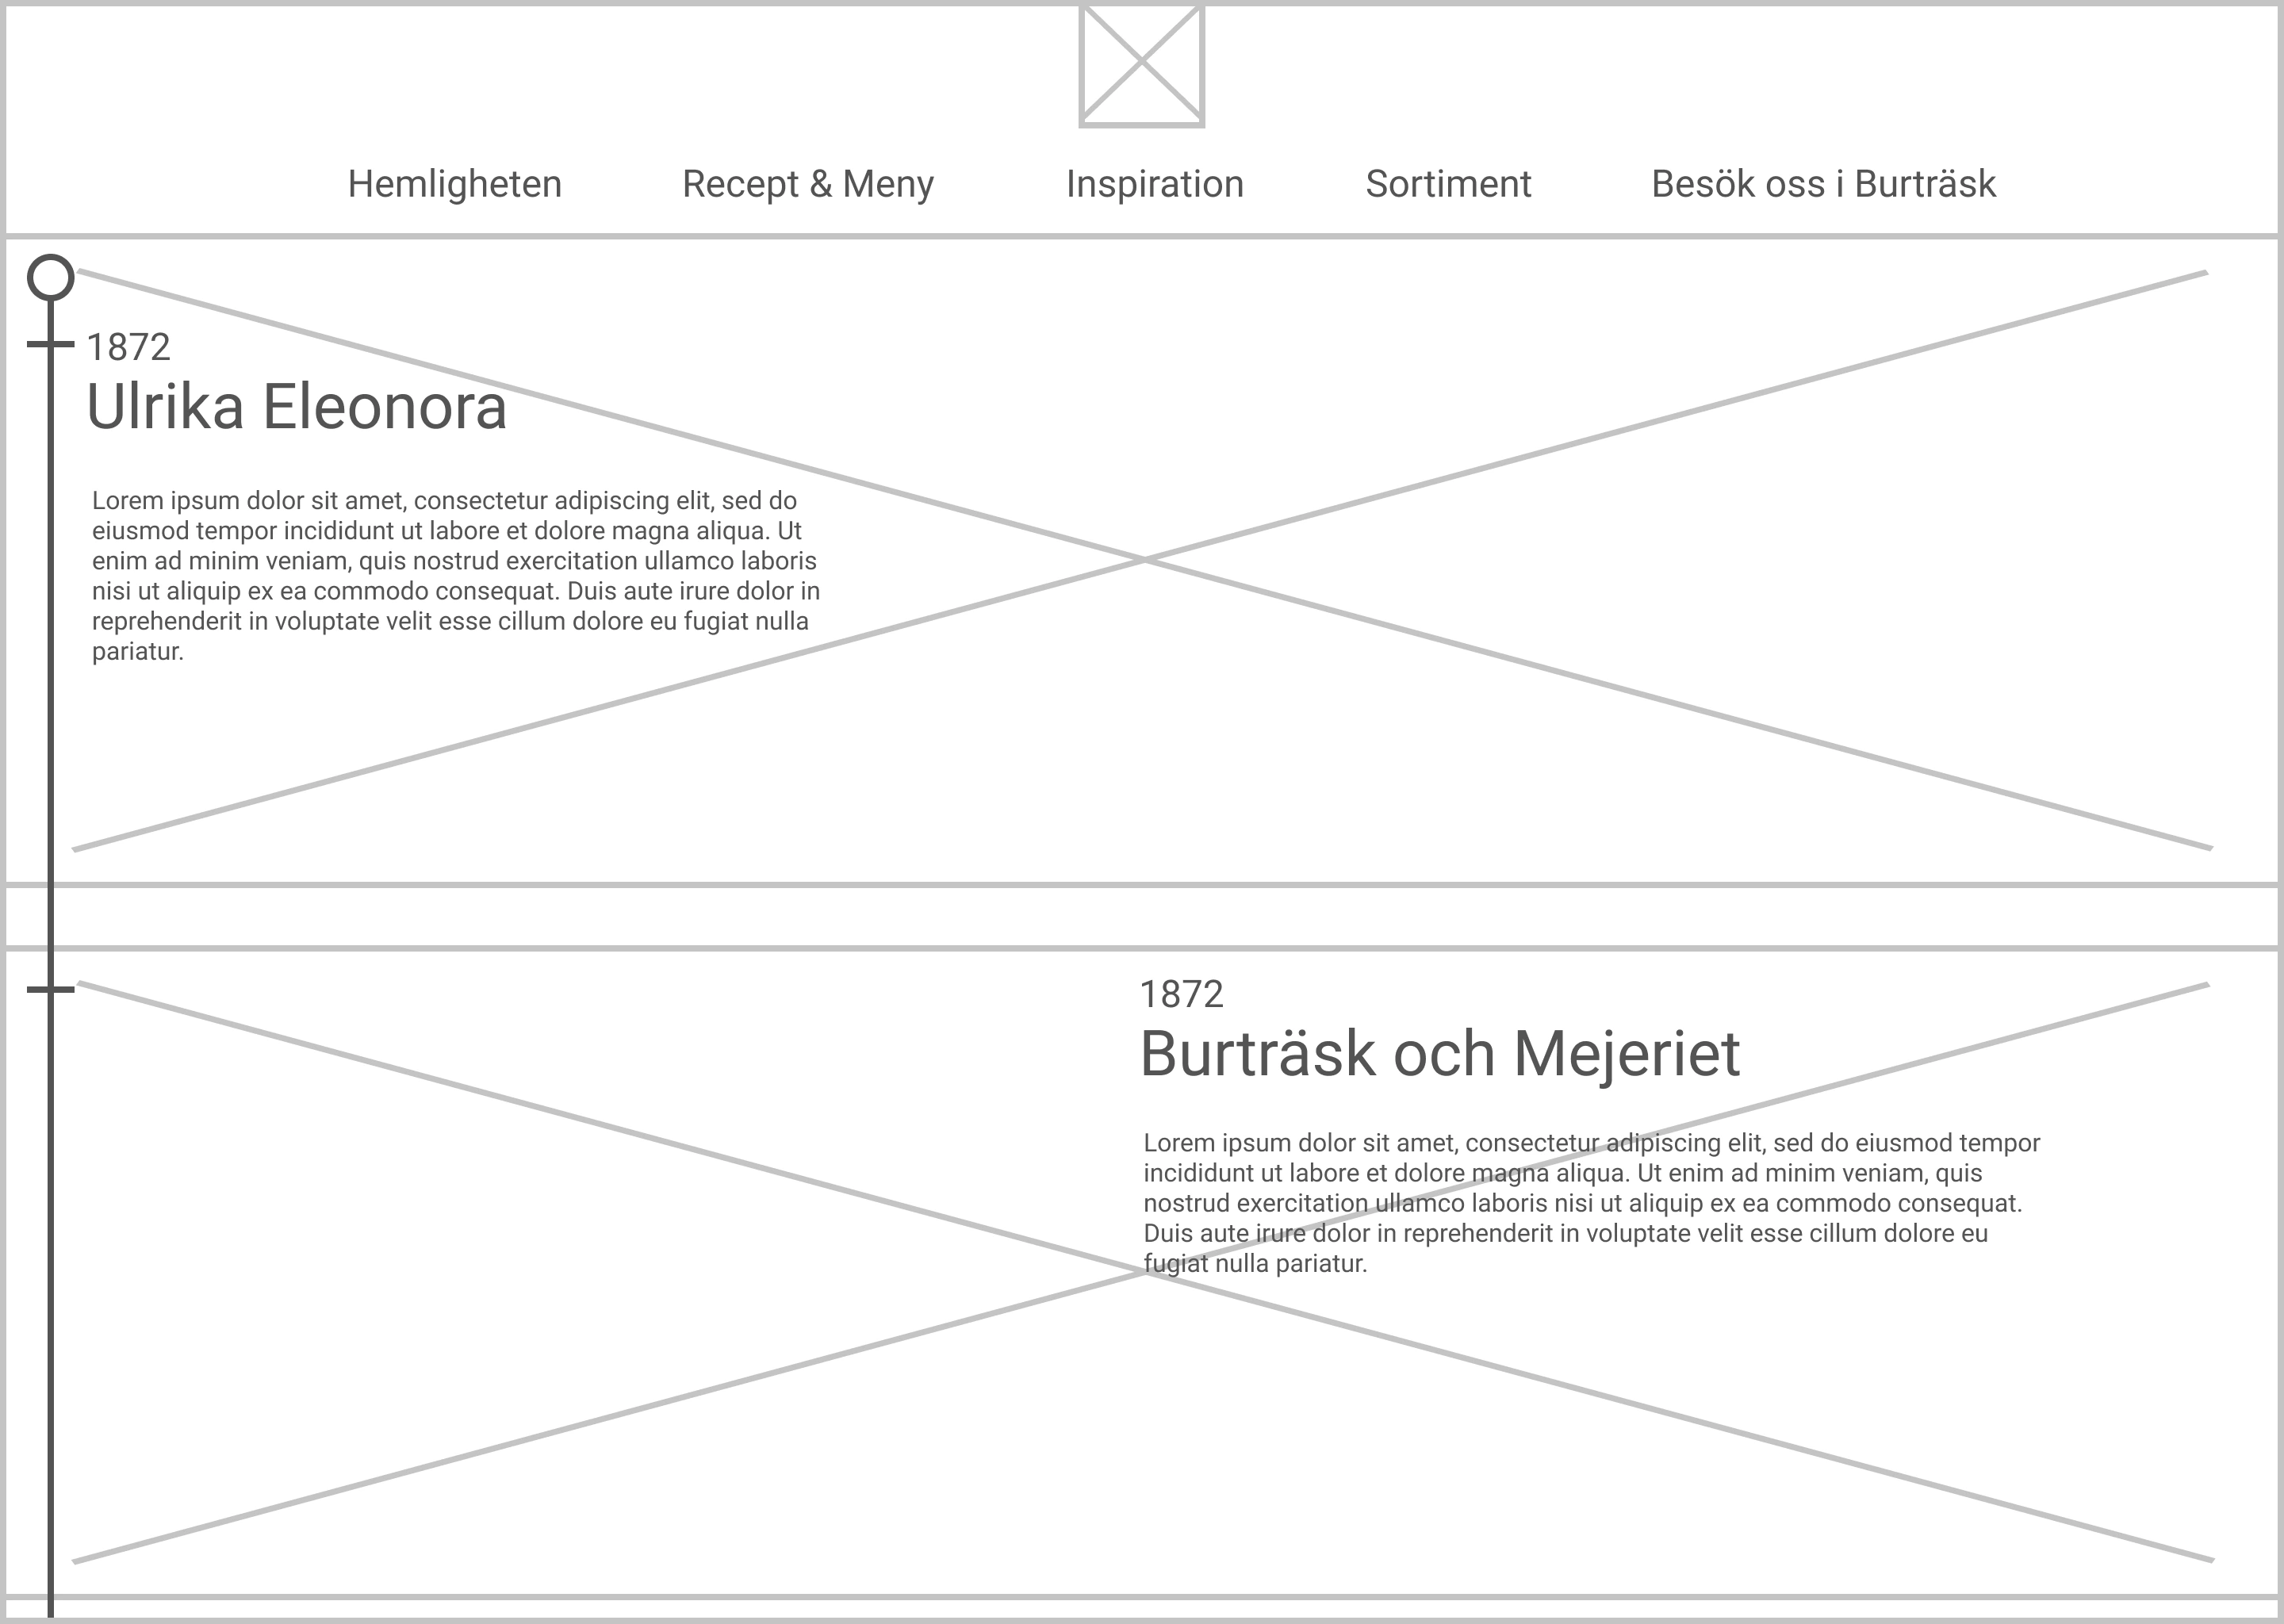 Hemligheten Recept & Meny Inspiration Sortiment Besök oss i Burträsk
1872
Ulrika Eleonora
Lorem ipsum dolor sit amet, consectetur adipiscing elit, sed do
eiusmod tempor incididunt ut labore et dolore magna aliqua. Ut
enim ad minim veniam, quis nostrud exercitation ullamco laboris
nisi ut aliquip ex ea commodo consequat. Duis aute irure dolor in
reprehenderit in voluptate velit esse cillum dolore eu fugiat nulla
pariatur.
1872
Burträsk och Mejeriet
Lorem ipsum dolor sit amet, consectetur adipiscing elit, sed do eiusmod tempor
incididunt ut labore et dolore magna aliqua. Ut enim ad minim veniam, quis
nostrud exercitation ullamco laboris nisi ut aliquip ex ea commodo consequat.
Duis aute irure dolor in reprehenderit in voluptate velit esse cillum dolore eu
fugiat nulla pariatur.